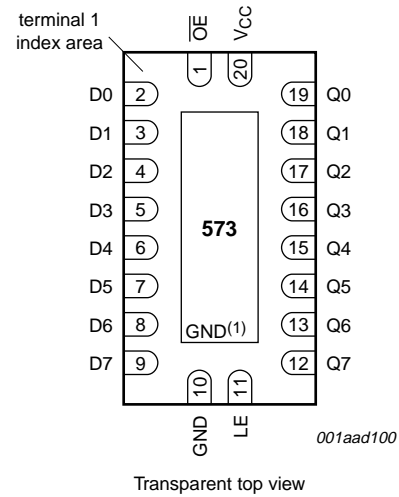 terminal 1
index area
OE
VCC
1
20
D0 2 19 Q0
D1 3 18 Q1
D2 4 17 Q2
D3 5 16 Q3
D4 6 15 Q4
D5 7 14 Q5
D6 8 13 Q6
D7 9 12 Q7
573
GND(1)
10
11
GND
LE
001aad100
Transparent top view